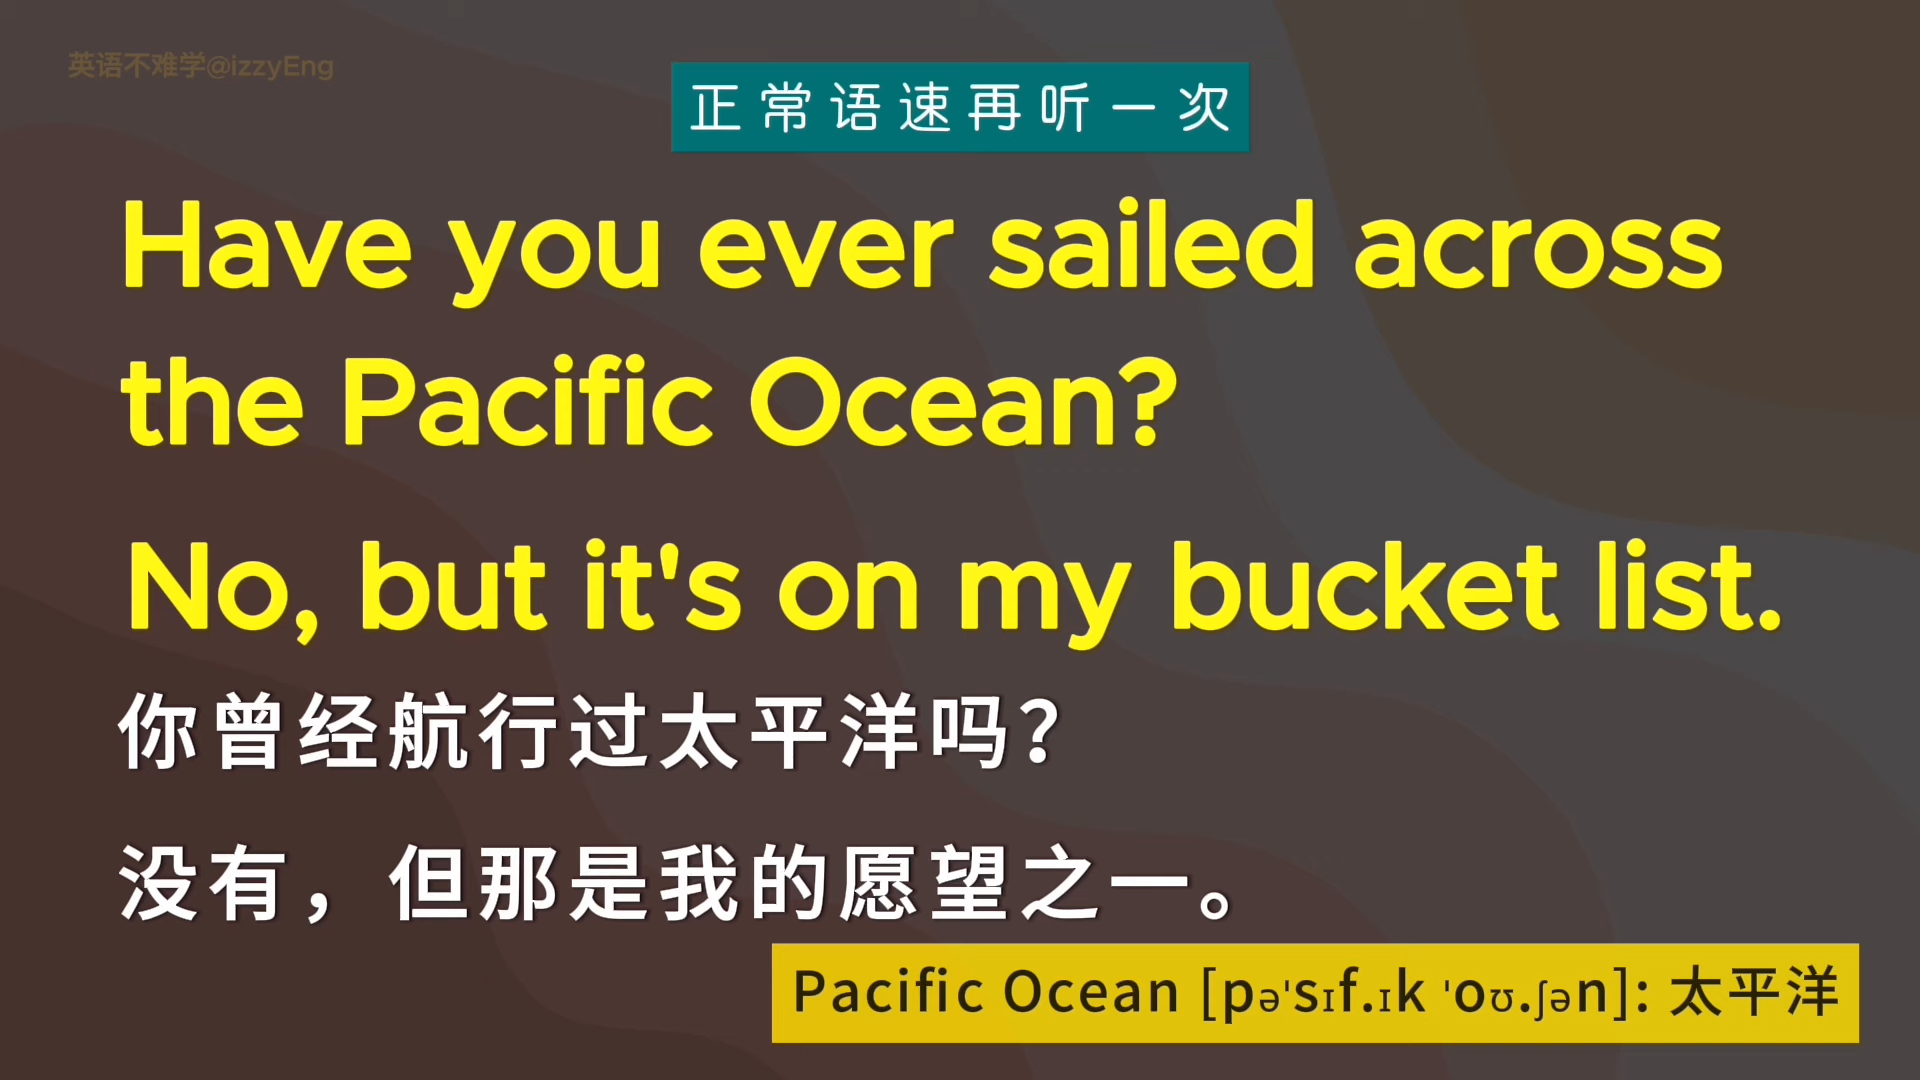 英语不难学@izzyEng
正常语速再听一次
Have you ever sailed across
the Pacific Ocean?
No, but it's on my bucket list.
你曾经航行过太平洋吗？
没有，但那是我的愿望之一。
Pacific Ocean [pəˈsɪf.ɪk ˈoʊ.ʃən]: 太平洋